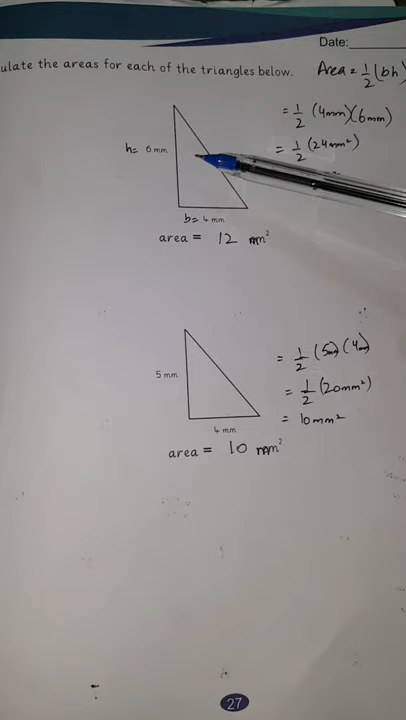 Date:
ulate the areas for each of the triangles below. Area = 1/2 (bh)
= 1/2 (4mm)(6mm)
h= 6 mm
= 1/2 (24mm²)
b= 4 mm
area = 12 mm²
= 1/2 (5mm)(4mm)
5 mm
= 1/2 (20mm²)
= 10mm²
4 mm
area = 10 mm²
27